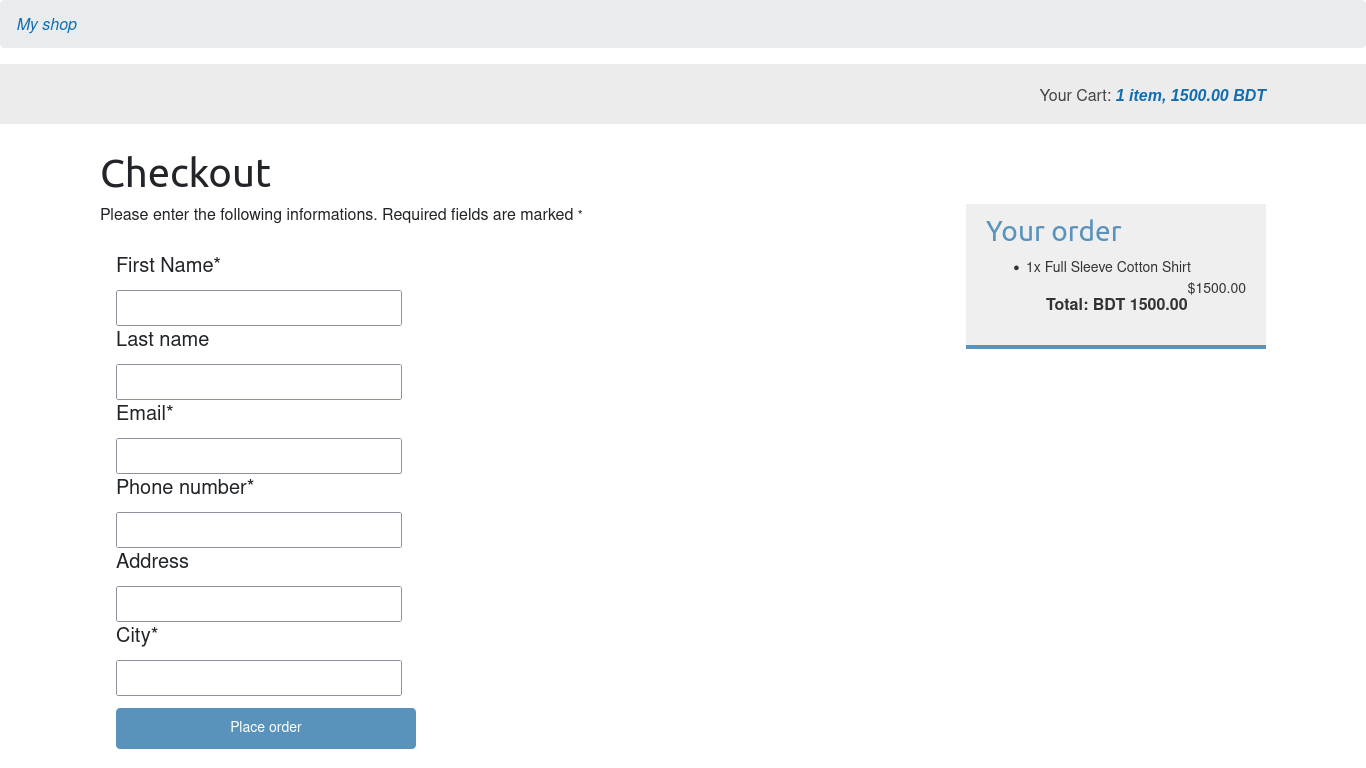 My shop
Your Cart: 1 item, 1500.00 BDT
Checkout
Please enter the following informations. Required fields are marked *
First Name*
Last name
Email*
Phone number*
Address
City*
Place order
Your order
1x Full Sleeve Cotton Shirt
$1500.00
Total: BDT 1500.00